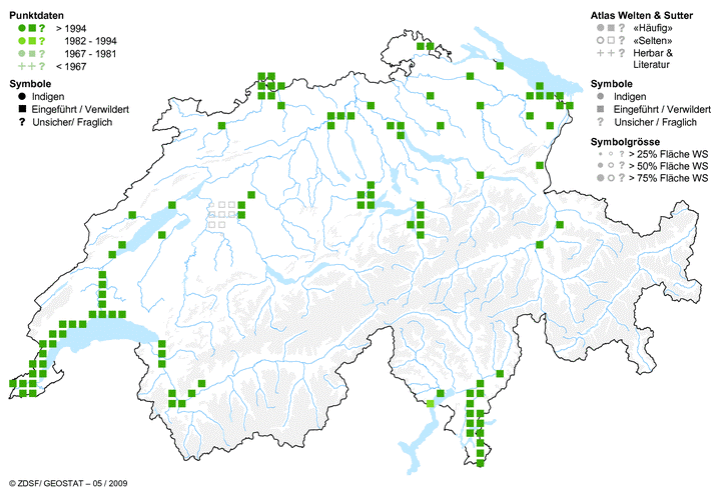 Punktdaten
> 1994
1982 - 1994
1967 - 1981
< 1967
Symbole
Indigen
Eingeführt / Verwildert
? Unsicher/ Fraglich
Atlas Welten & Sutter
? «Häufig»
«Selten»
? Herbar &
Literatur
Symbole
Indigen
Eingeführt / Verwildert
? Unsicher / Fraglich
Symbolgrösse
? > 25% Fläche WS
? > 50% Fläche WS
? > 75% Fläche WS
© ZDSF/ GEOSTAT – 05 / 2009